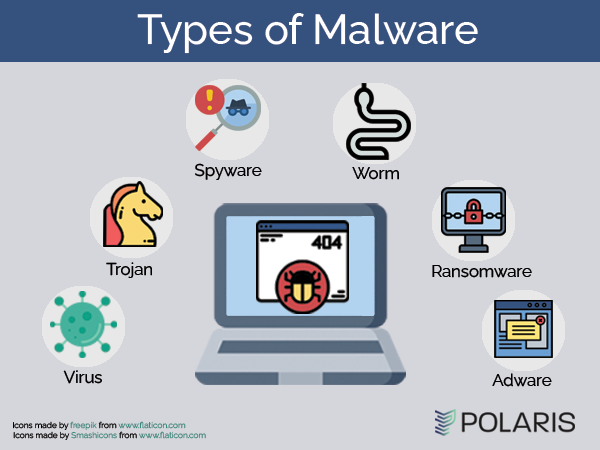 Types of Malware
Spyware
Worm
Trojan
404
Ransomware
Virus
Adware
Icons made by freepik from www.flaticon.com
Icons made by Smashicons from www.flaticon.com
POLARIS